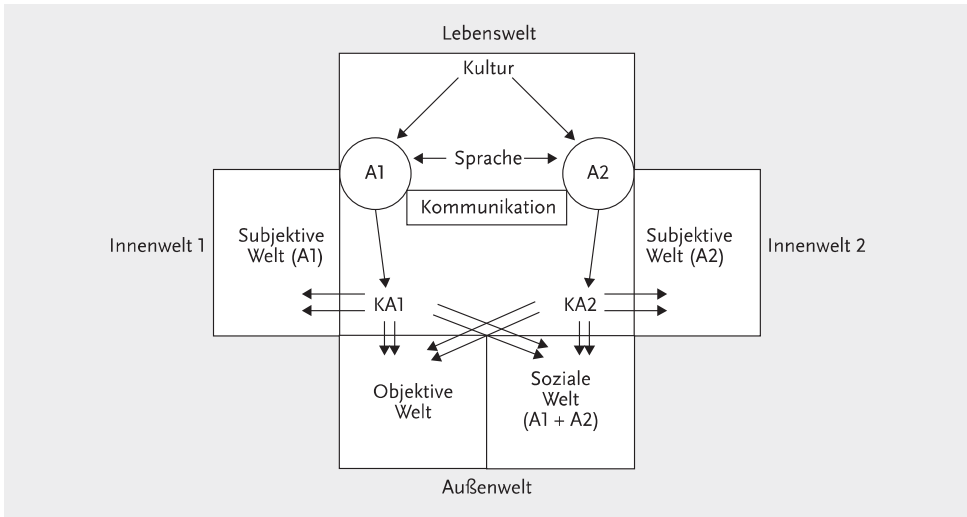 Lebenswelt
Kultur
A1
Sprache
A2
Kommunikation
Innenwelt 1
Subjektive
Welt (A1)
Subjektive
Welt (A2)
Innenwelt 2
KA1
KA2
Objektive
Welt
Soziale
Welt
(A1 + A2)
Außenwelt